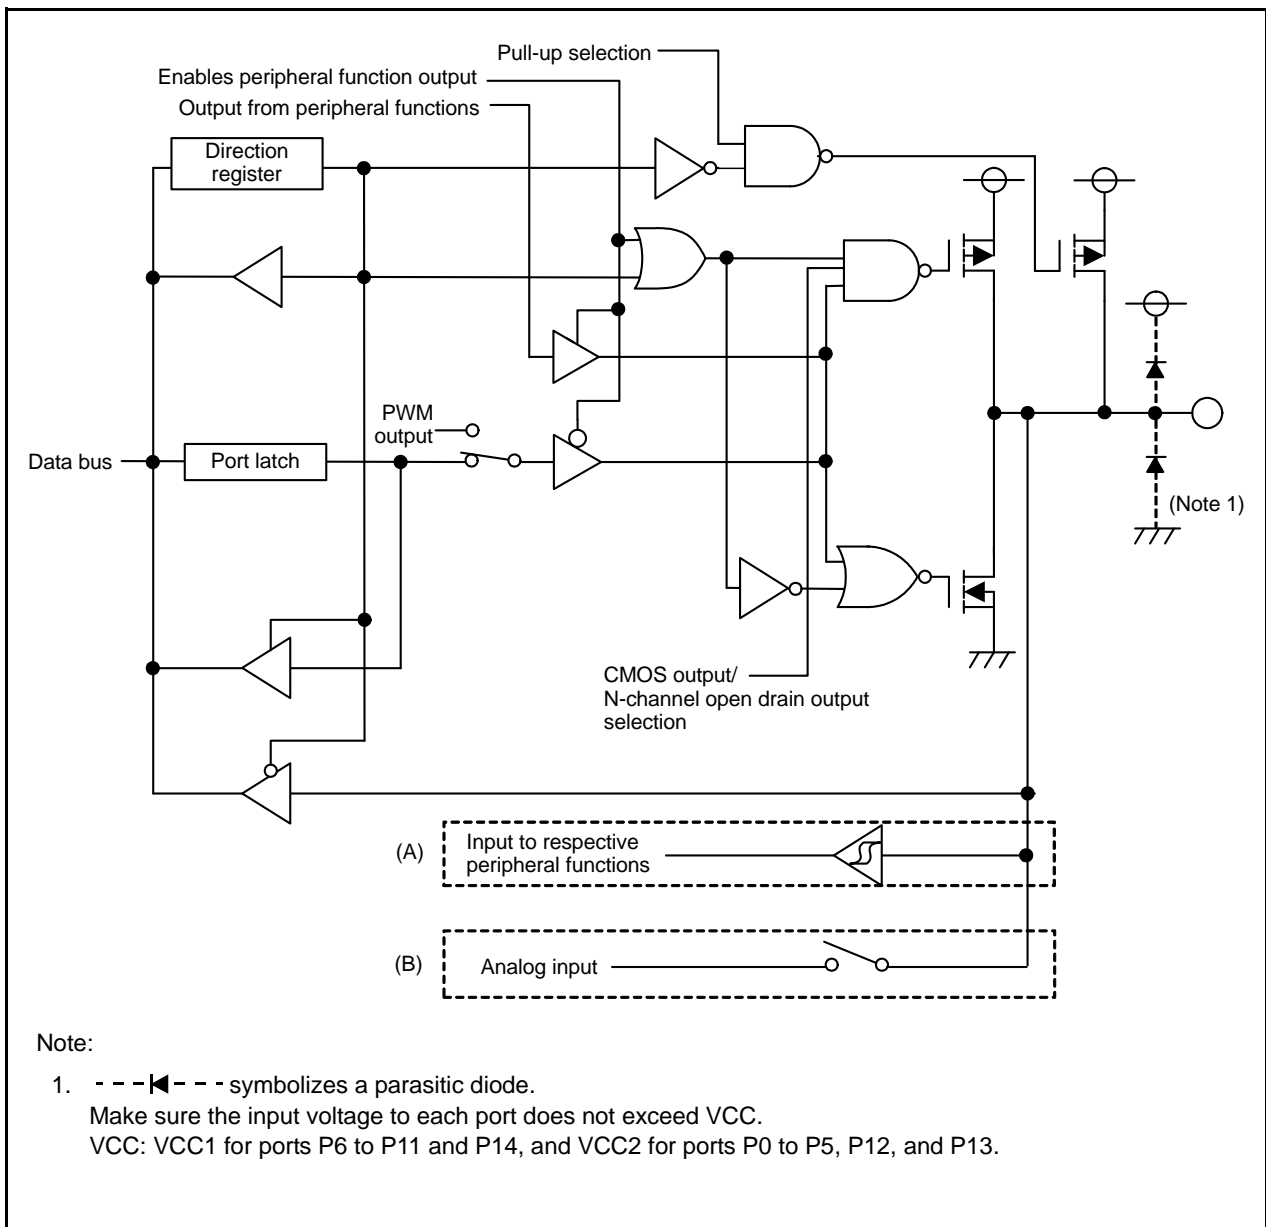 Pull-up selection
Enables peripheral function output
Output from peripheral functions
Direction
register
PWM
output
Data bus
Port latch
(Note 1)
CMOS output/
N-channel open drain output
selection
(A)
Input to respective
peripheral functions
(B)
Analog input
Note:
1. symbolizes a parasitic diode.
Make sure the input voltage to each port does not exceed VCC.
VCC: VCC1 for ports P6 to P11 and P14, and VCC2 for ports P0 to P5, P12, and P13.